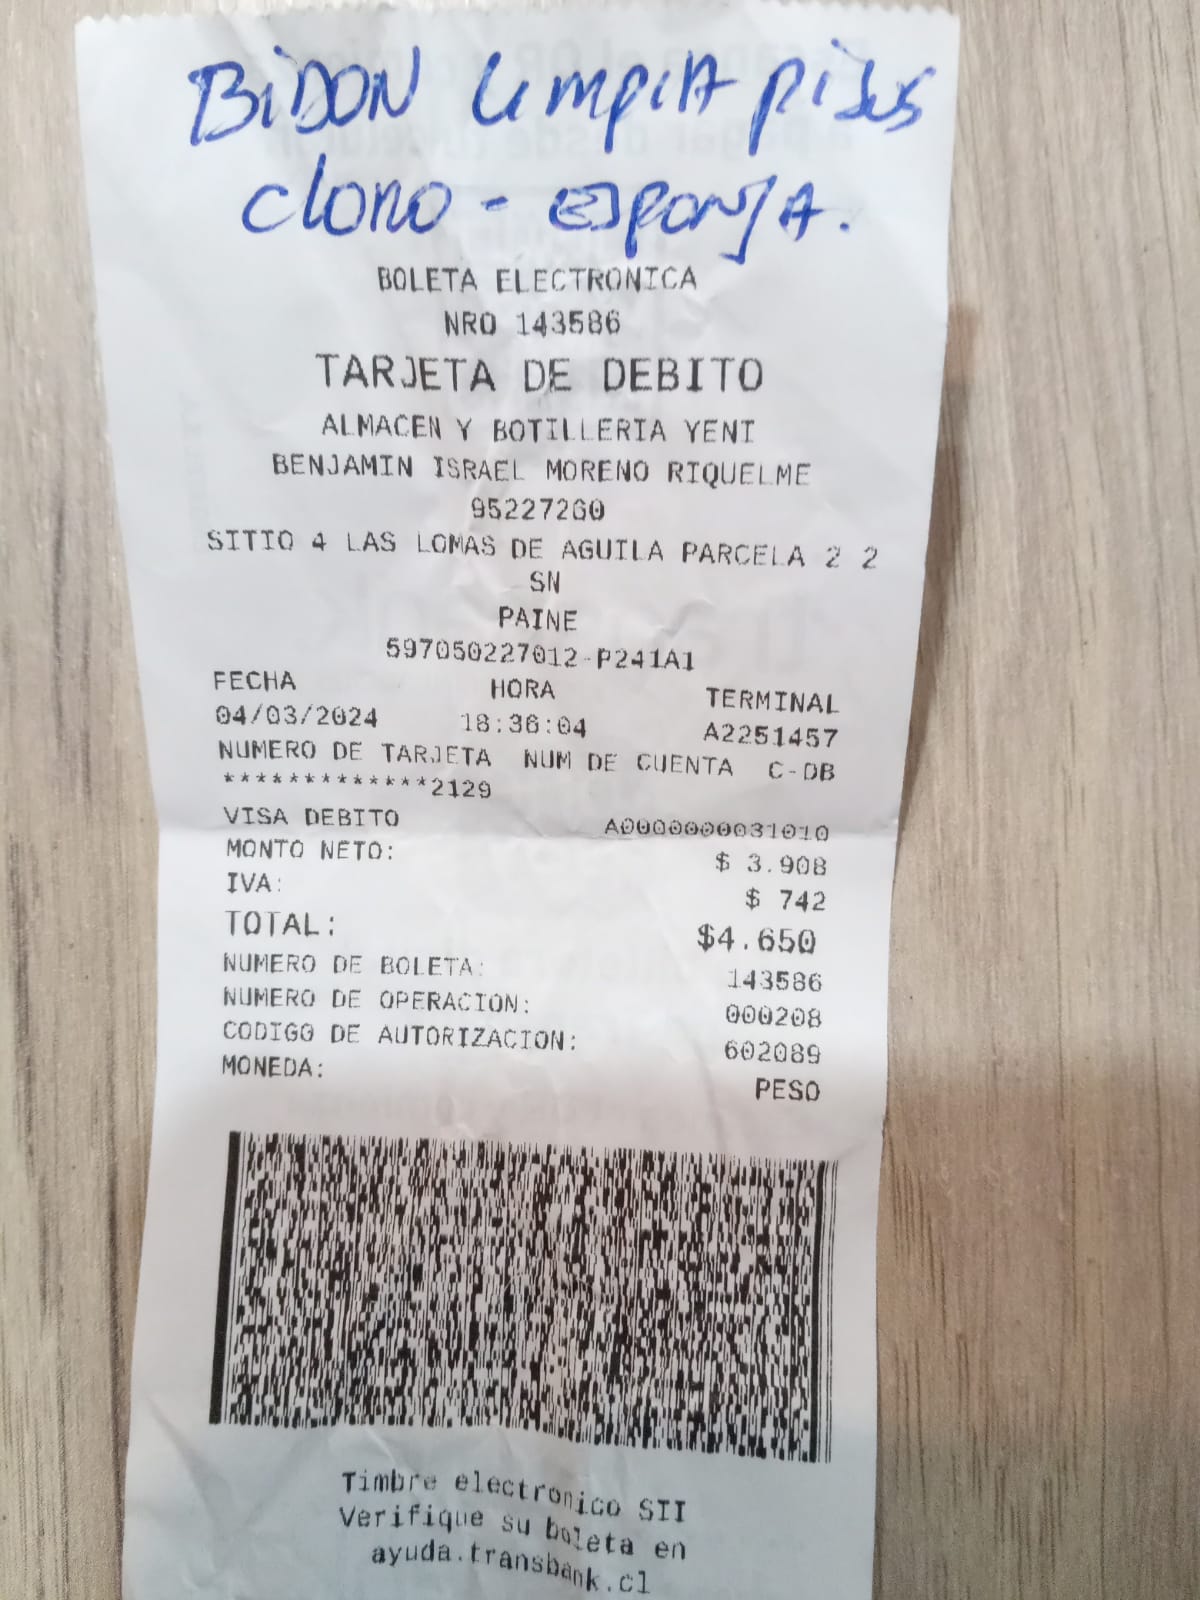 BIDON LIMPIA PISOS
CLORO - ESPONJA.
BOLETA ELECTRONICA
NRO 143586
TARJETA DE DEBITO
ALMACEN Y BOTILLERIA YENI
BENJAMIN ISRAEL MORENO RIQUELME
95227260
SITIO 4 LAS LOMAS DE AGUILA PARCELA 2 2
SN
PAINE
597050227012-P241A1
FECHA HORA TERMINAL
04/03/2024 18:36:04 A2251457
NUMERO DE TARJETA NUM DE CUENTA C-DB
*************2129
VISA DEBITO A0000000031010
MONTO NETO: $ 3.908
IVA: $ 742
TOTAL: $4.650
NUMERO DE BOLETA: 143586
NUMERO DE OPERACION: 000208
CODIGO DE AUTORIZACION: 602089
MONEDA: PESO
Timbre electronico SII
Verifique su boleta en
ayuda.transbank.cl